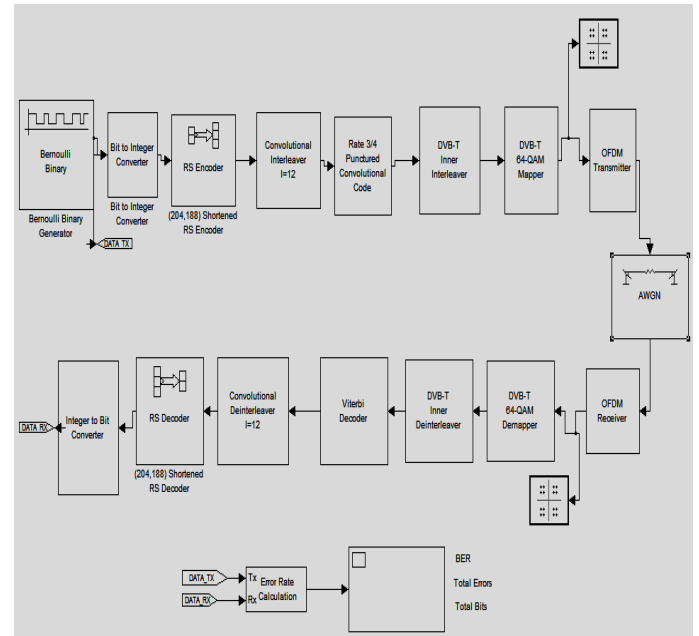 Bernoulli
Binary
Bernoulli Binary
Generator
DATA_TX
Bit to Integer
Converter
Bit to Integer
Converter
RS Encoder
(204,188) Shortened
RS Encoder
Convolutional
Interleaver
I=12
Rate 3/4
Punctured
Convolutional
Code
DVB-T
Inner
Interleaver
DVB-T
64-QAM
Mapper
OFDM
Transmitter
AWGN
OFDM
Receiver
DVB-T
64-QAM
Demapper
DVB-T
Inner
Deinterleaver
Viterbi
Decoder
Convolutional
Deinterleaver
I=12
RS Decoder
(204,188) Shortened
RS Decoder
Integer to Bit
Converter
DATA_RX
DATA_TX
DATA_RX
Tx
Rx
Error Rate
Calculation
BER
Total Errors
Total Bits